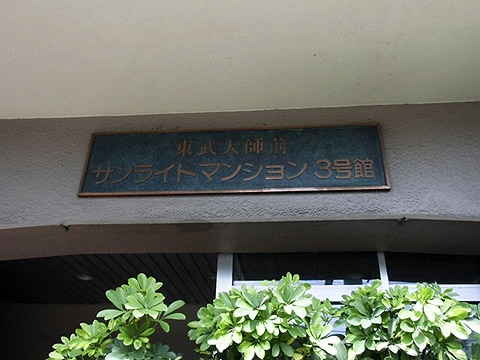 東武大師前
サンライトマンション3号館